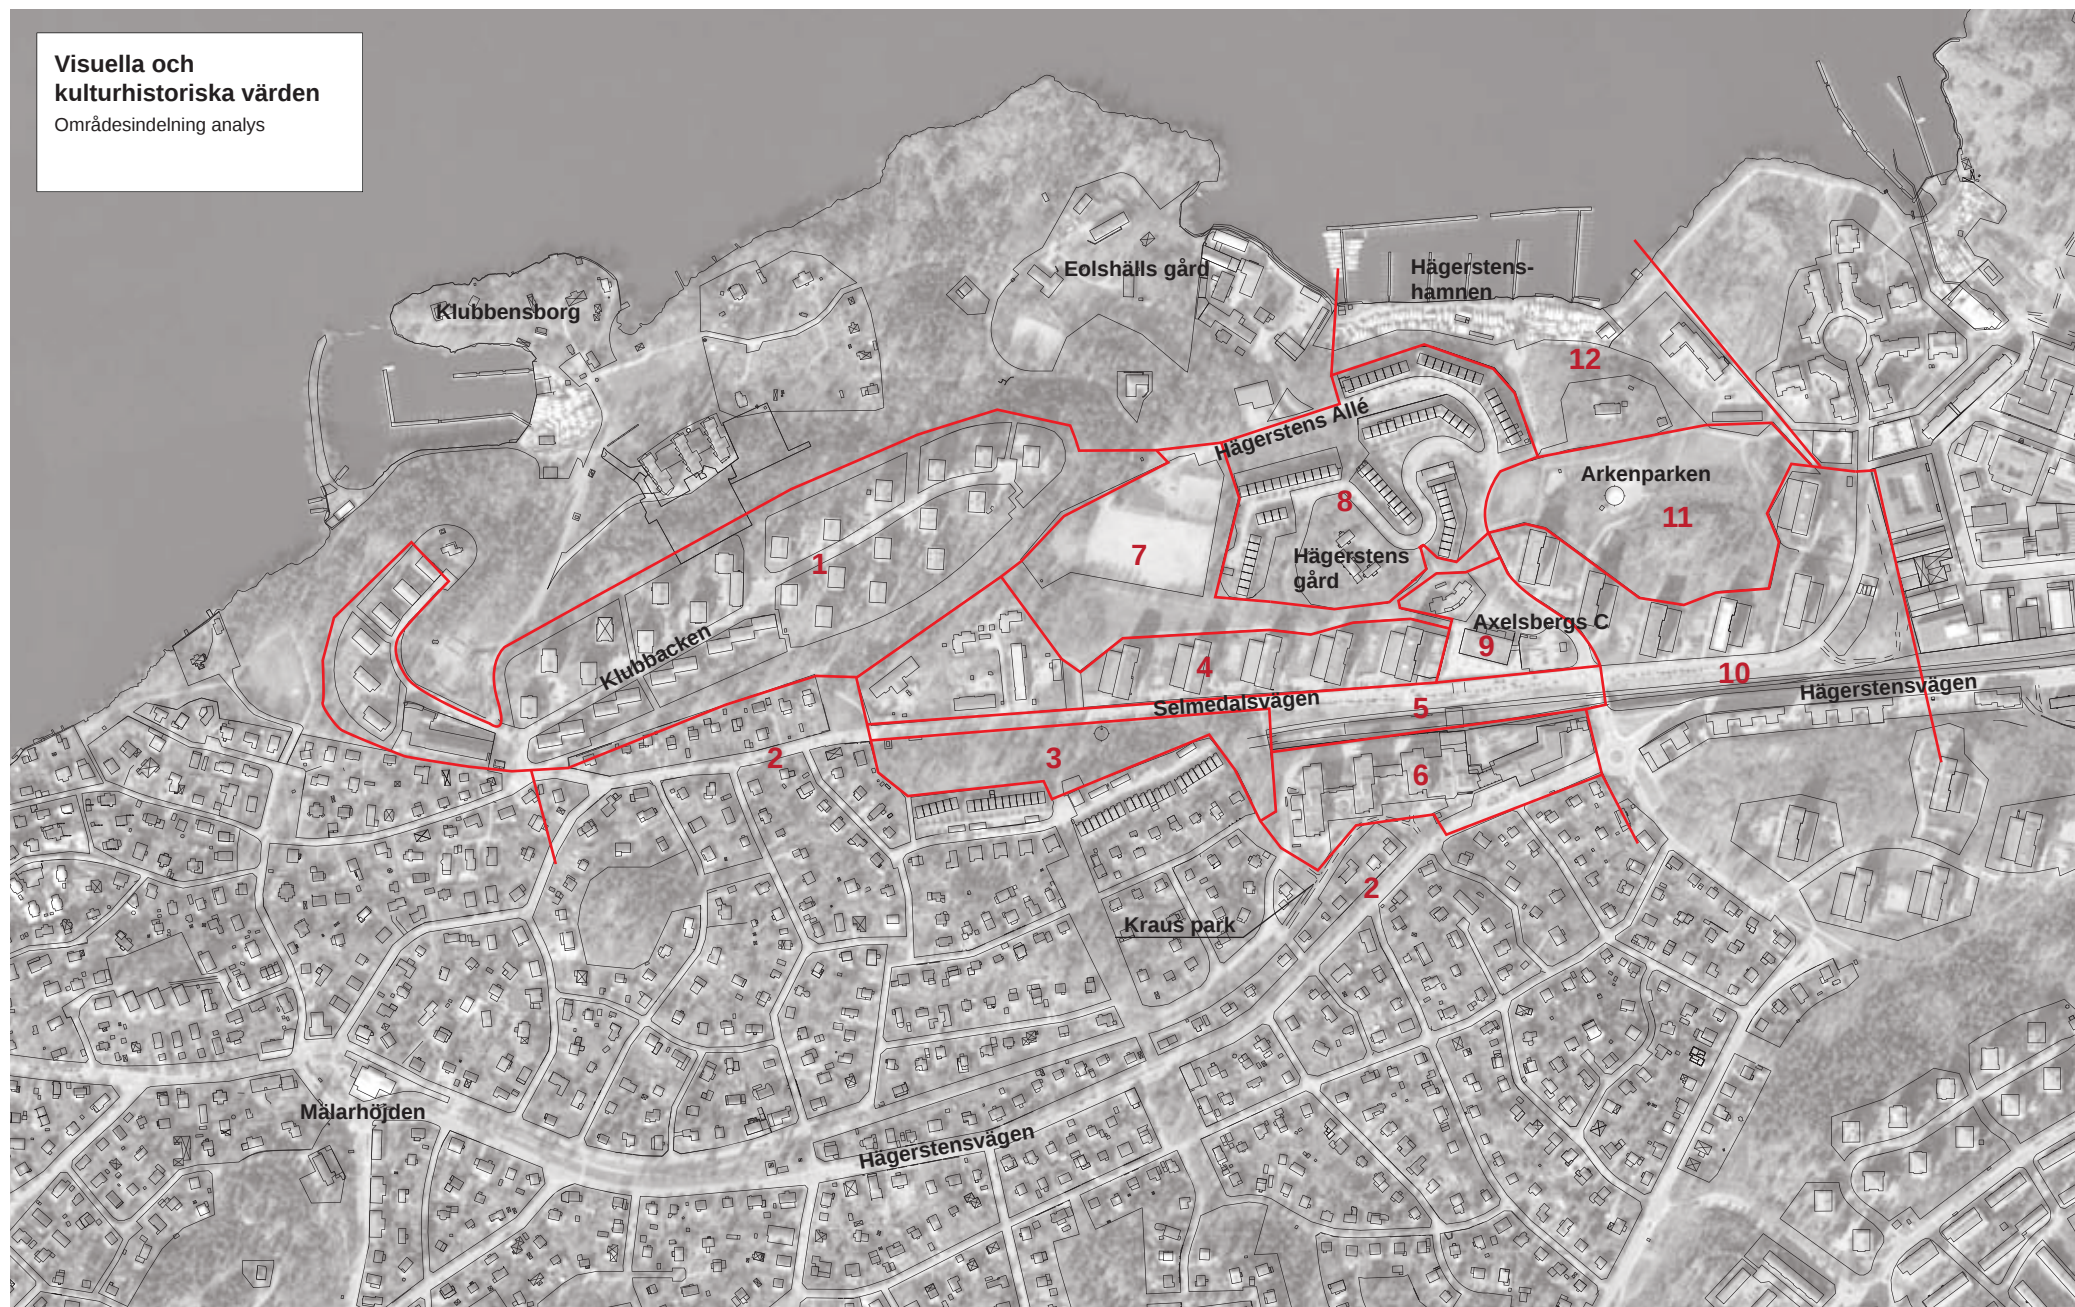 Visuella och
kulturhistoriska värden
Områdesindelning analys
Eolshälls gård
Hägerstens-
hamnen
Klubbensborg
12
Hägerstens Allé
Arkenparken
8
11
7
1
Hägerstens
gård
Axelsbergs C
9
Klubbacken
4
10
Hägerstensvägen
Selmedalsvägen
5
2
3
6
2
Kraus park
Mälarhöjden
Hägerstensvägen